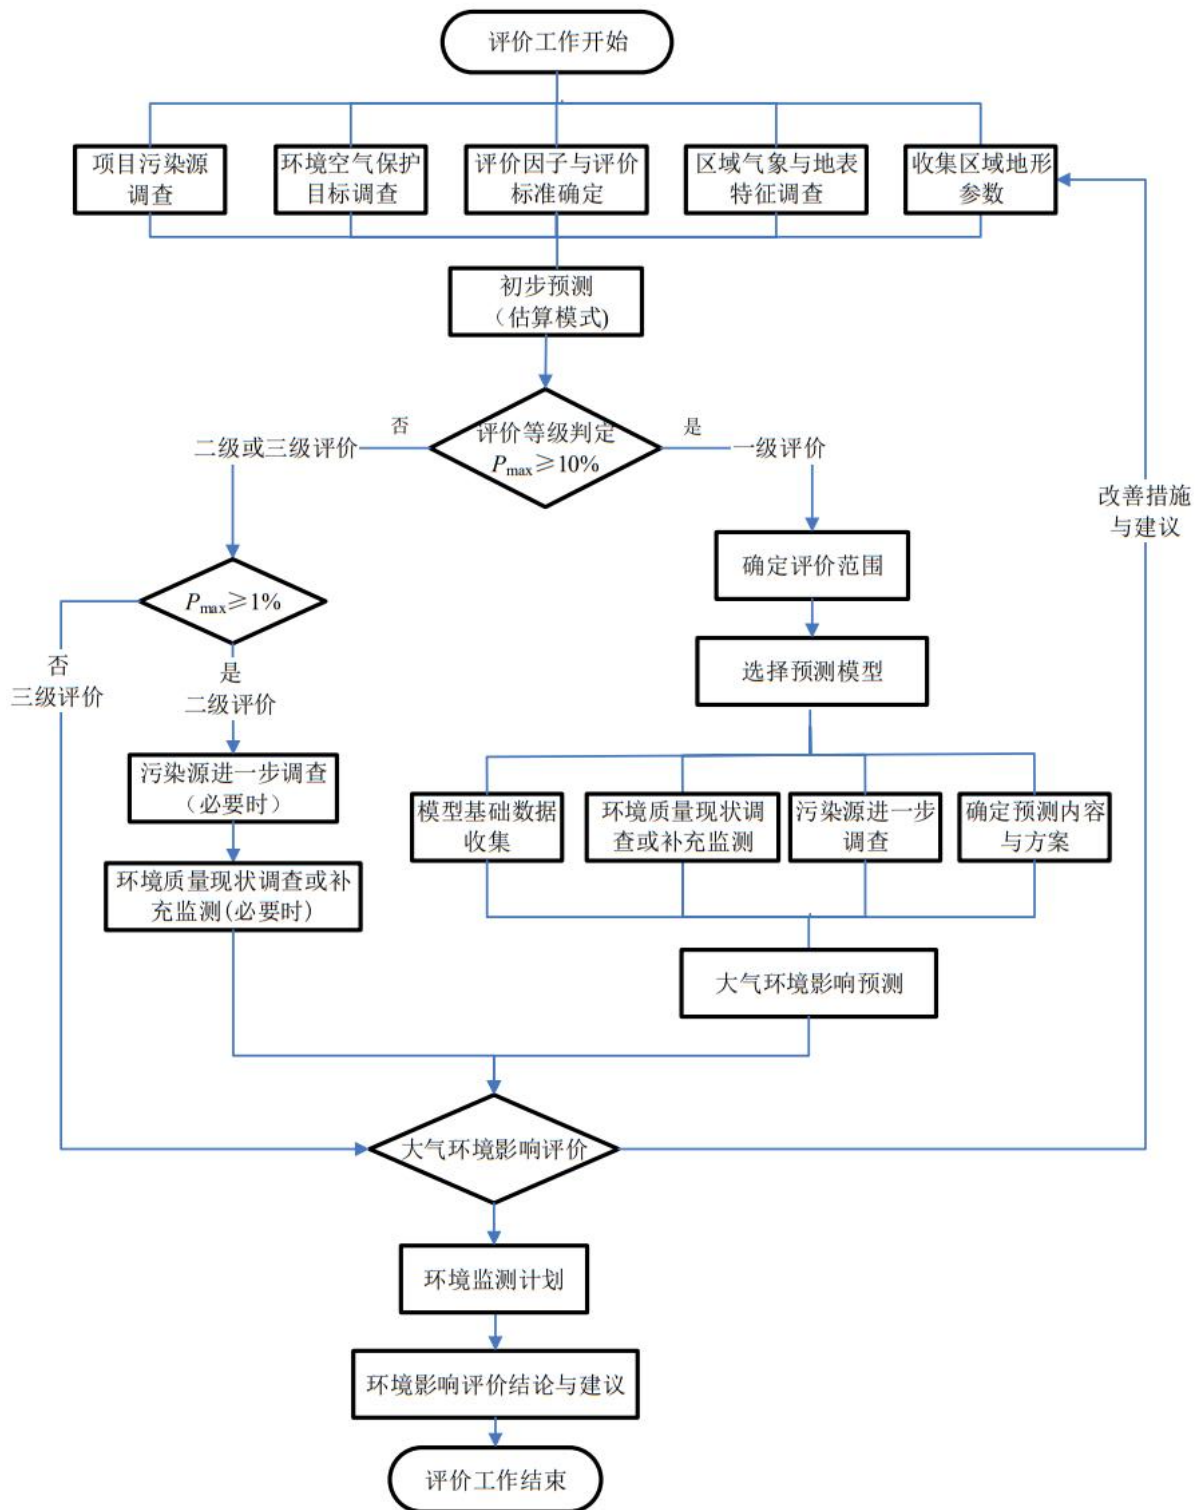 评价工作开始
项目污染源
调查
环境空气保护
目标调查
评价因子与评价
标准确定
区域气象与地表
特征调查
收集区域地形
参数
初步预测
（估算模式)
评价等级判定
Pmax≥10%
否
二级或三级评价
是
一级评价
改善措施
与建议
确定评价范围
Pmax≥1%
否
三级评价
是
二级评价
选择预测模型
污染源进一步调查
（必要时）
环境质量现状调查或补
充监测(必要时)
模型基础数据
收集
环境质量现状调
查或补充监测
污染源进一步
调查
确定预测内容
与方案
大气环境影响预测
大气环境影响评价
环境监测计划
环境影响评价结论与建议
评价工作结束